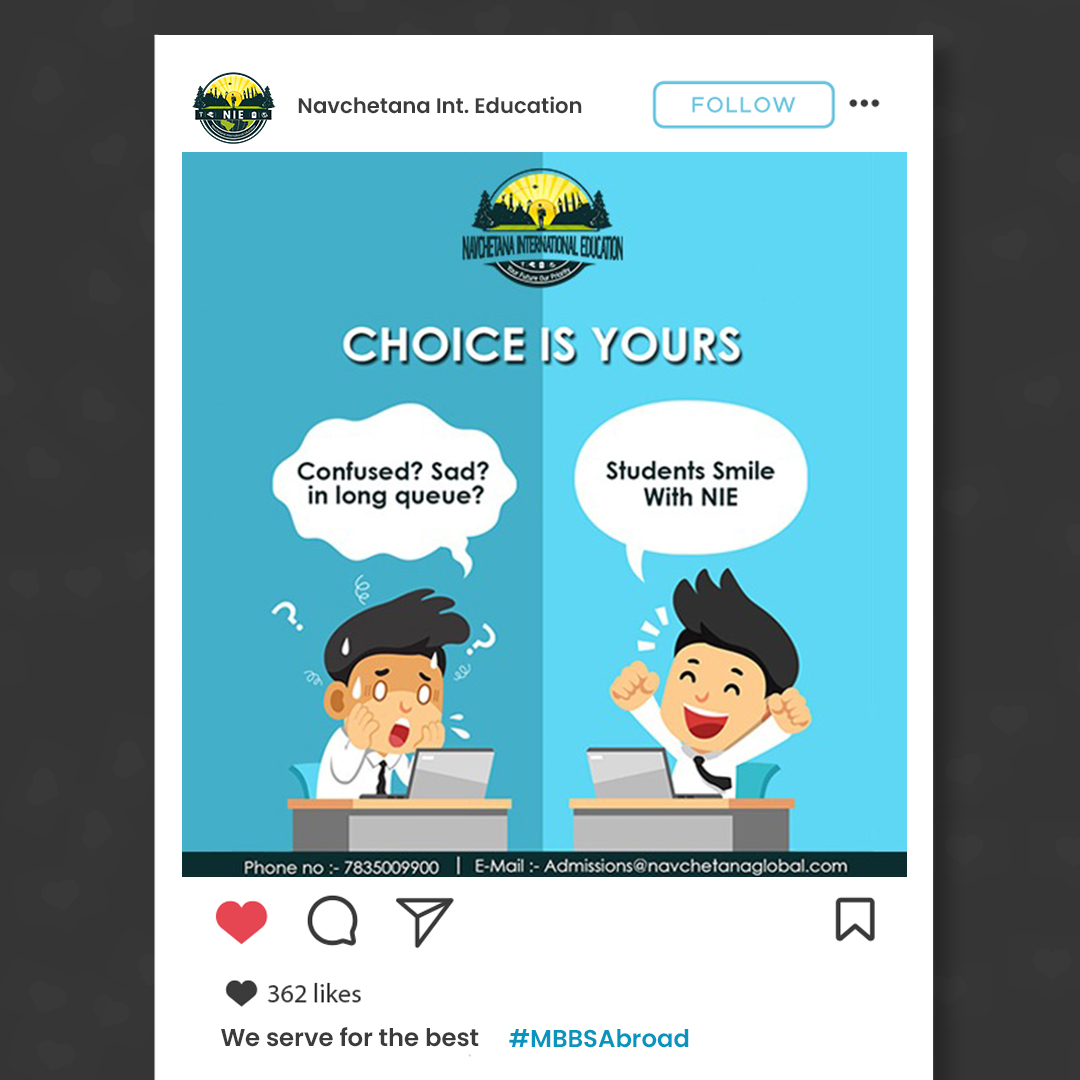 NIE
Navchetana Int. Education
FOLLOW
NAVCHETANA INTERNATIONAL EDUCATION
Your Future Our Priority
CHOICE IS YOURS
Confused? Sad?
in long queue?
Students Smile
With NIE
Phone no :- 7835009900 | E-Mail :- Admissions@navchetanaglobal.com
362 likes
We serve for the best #MBBSAbroad